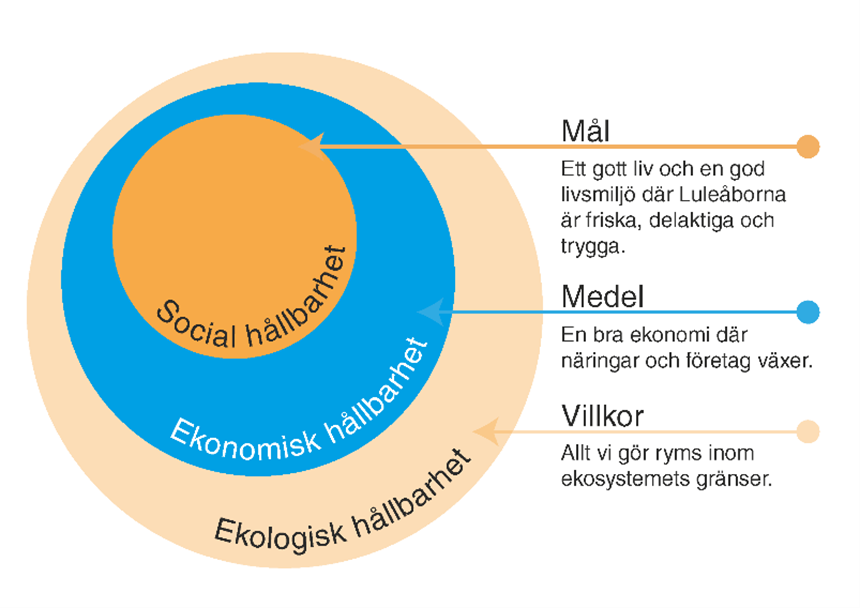 Mål
Ett gott liv och en god
livsmiljö där Luleåborna
är friska, delaktiga och
trygga.
Medel
En bra ekonomi där
näringar och företag växer.
Villkor
Allt vi gör ryms inom
ekosystemets gränser.
Social hållbarhet
Ekonomisk hållbarhet
Ekologisk hållbarhet